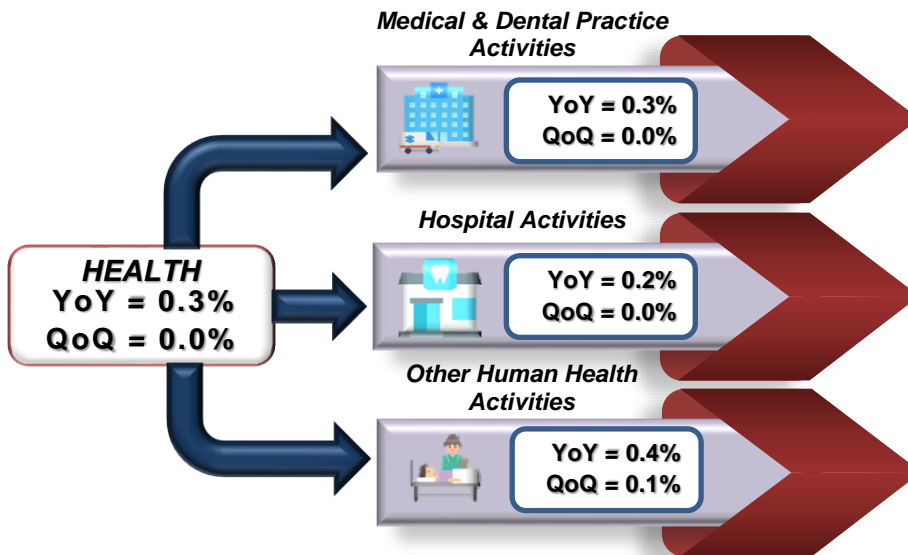 Medical & Dental Practice
Activities
YoY = 0.3%
QoQ = 0.0%
Hospital Activities
HEALTH
YoY = 0.3%
QoQ = 0.0%
YoY = 0.2%
QoQ = 0.0%
Other Human Health
Activities
YoY = 0.4%
QoQ = 0.1%